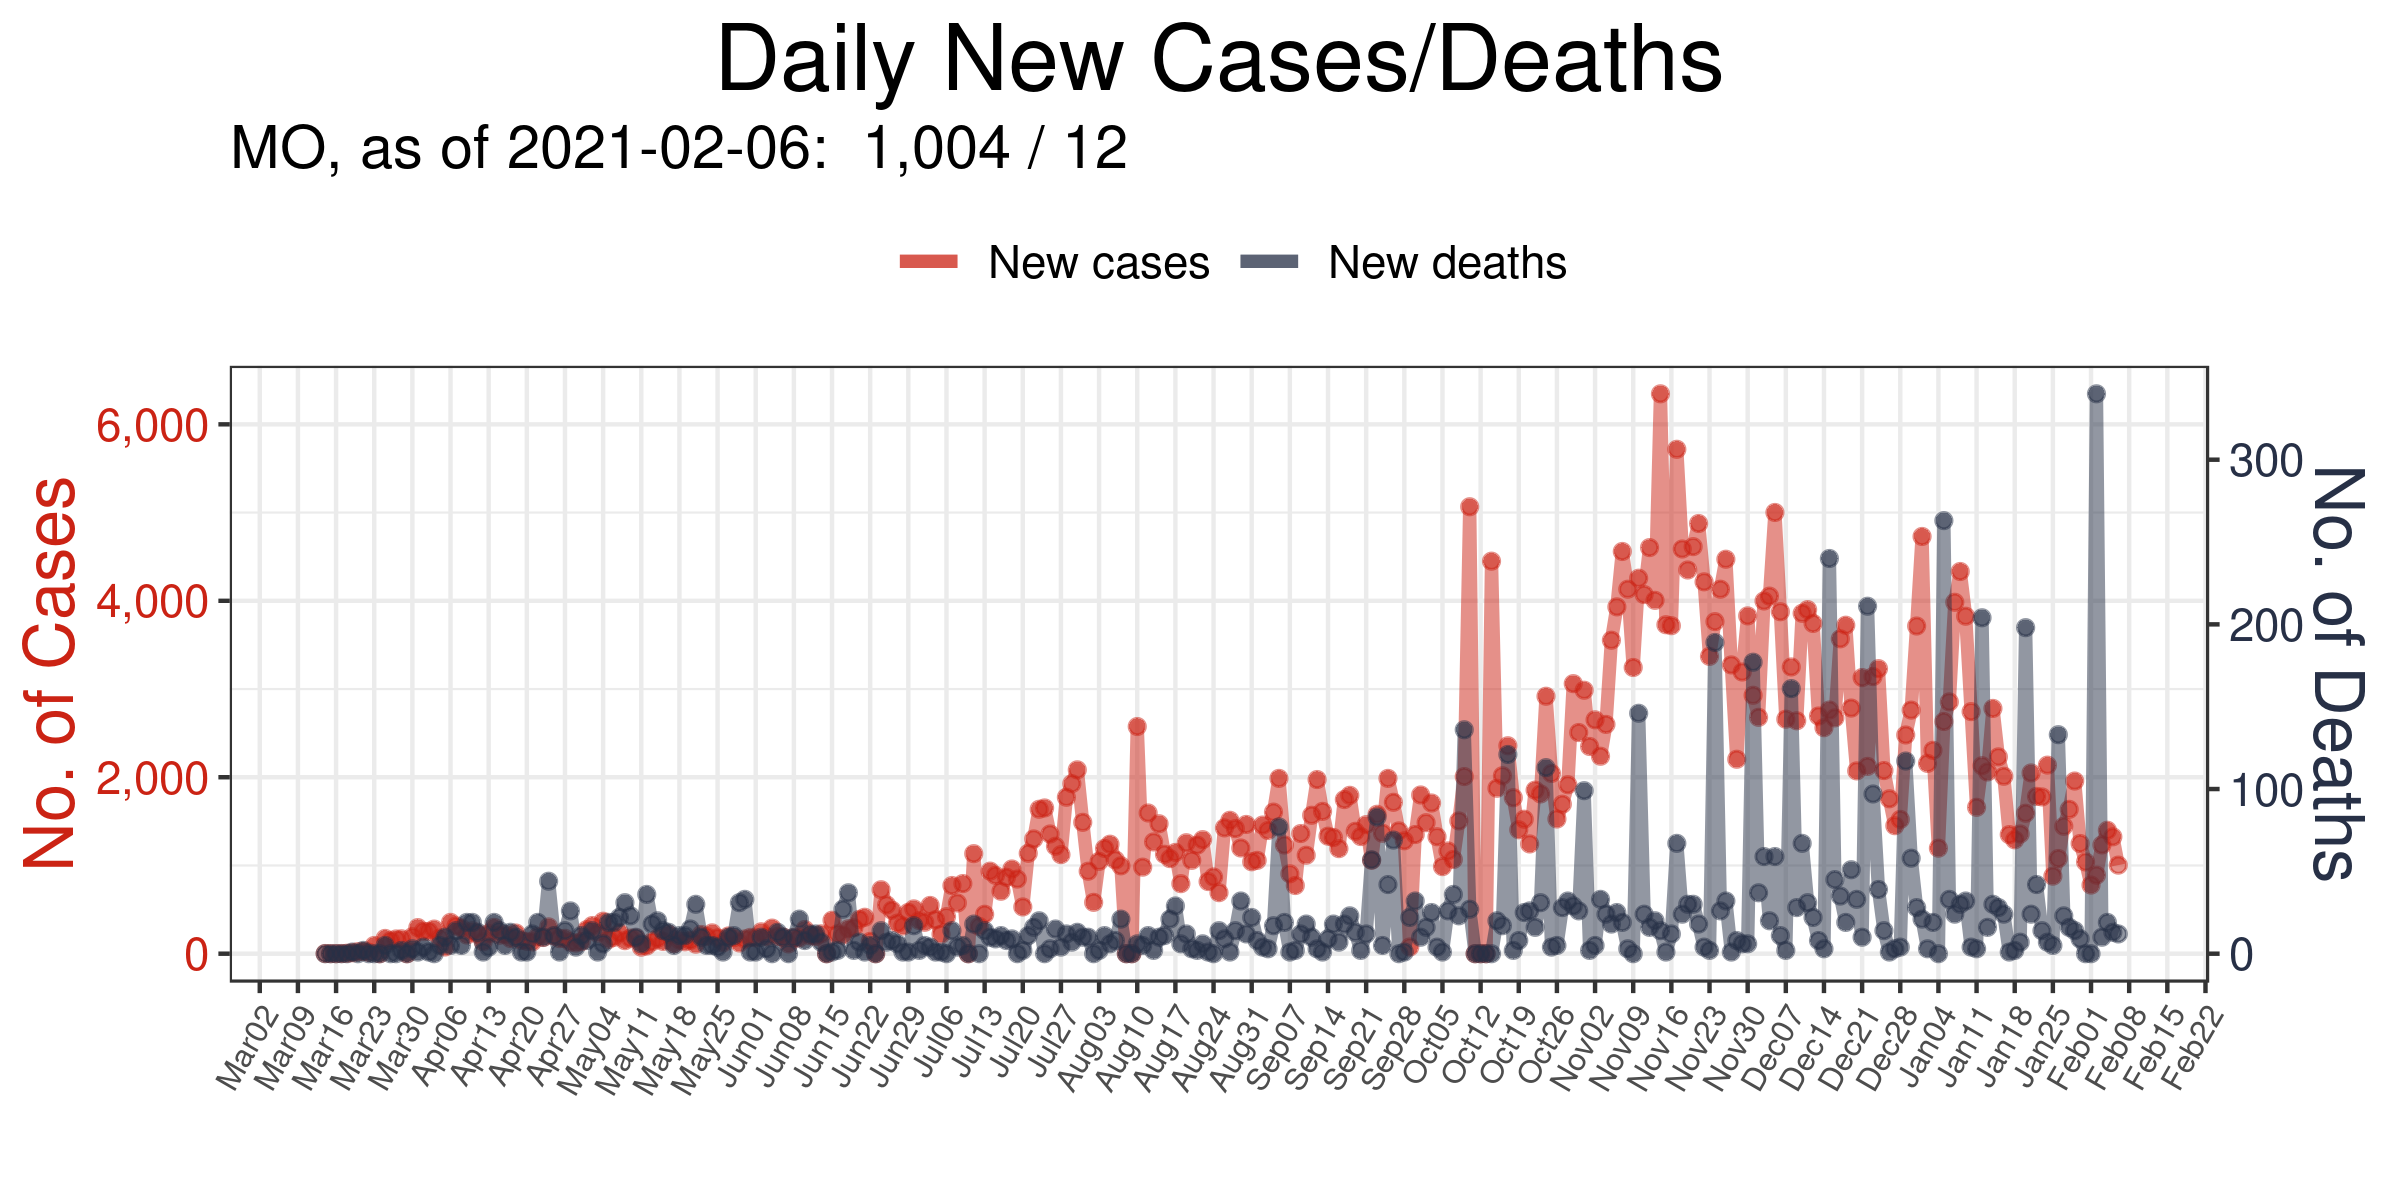 Daily New Cases/Deaths
MO, as of 2021-02-06:  1,004 / 12
New cases New deaths
No. of Cases
6,000
4,000
2,000
0
300
200
100
0
No. of Deaths
Mar02 Mar09 Mar16 Mar23 Mar30 Apr06 Apr13 Apr20 Apr27 May04 May11 May18 May25 Jun01 Jun08 Jun15 Jun22 Jun29 Jul06 Jul13 Jul20 Jul27 Aug03 Aug10 Aug17 Aug24 Aug31 Sep07 Sep14 Sep21 Sep28 Oct05 Oct12 Oct19 Oct26 Nov02 Nov09 Nov16 Nov23 Nov30 Dec07 Dec14 Dec21 Dec28 Jan04 Jan11 Jan18 Jan25 Feb01 Feb08 Feb15 Feb22